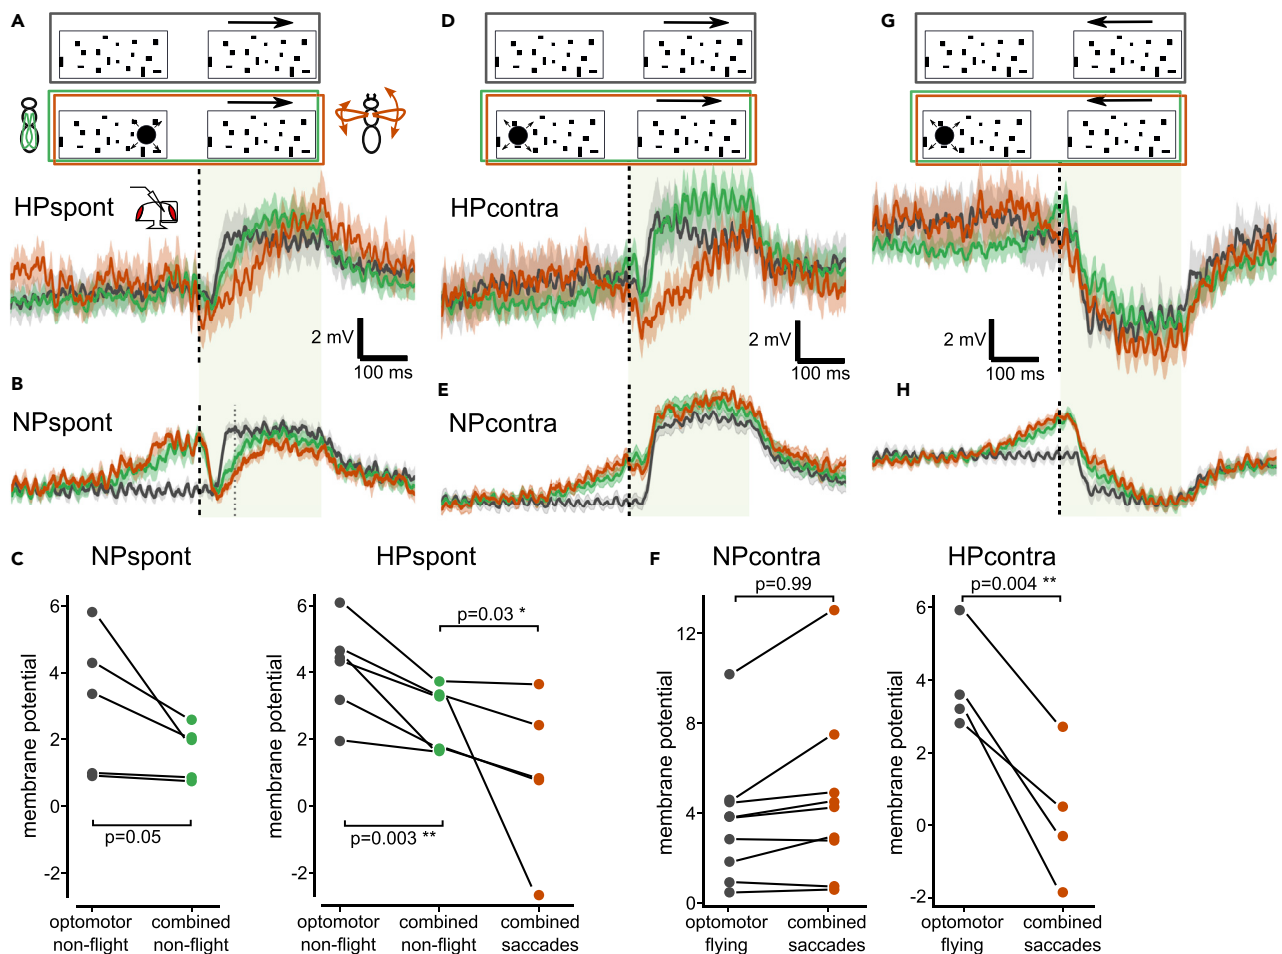 A
D
G
HPspont
HPcontra
2 mV
100 ms
2 mV
100 ms
2 mV
100 ms
B
NPspont
E
NPcontra
H
C
NPspont
HPspont
F
NPcontra
HPcontra
membrane potential
6
4
2
0
-2
p=0.05
optomotor
non-flight
combined
non-flight
membrane potential
6
4
2
0
-2
p=0.03 *
p=0.003 **
optomotor
non-flight
combined
non-flight
combined
saccades
membrane potential
12
8
4
0
p=0.99
optomotor
flying
combined
saccades
membrane potential
6
4
2
0
-2
p=0.004 **
optomotor
flying
combined
saccades